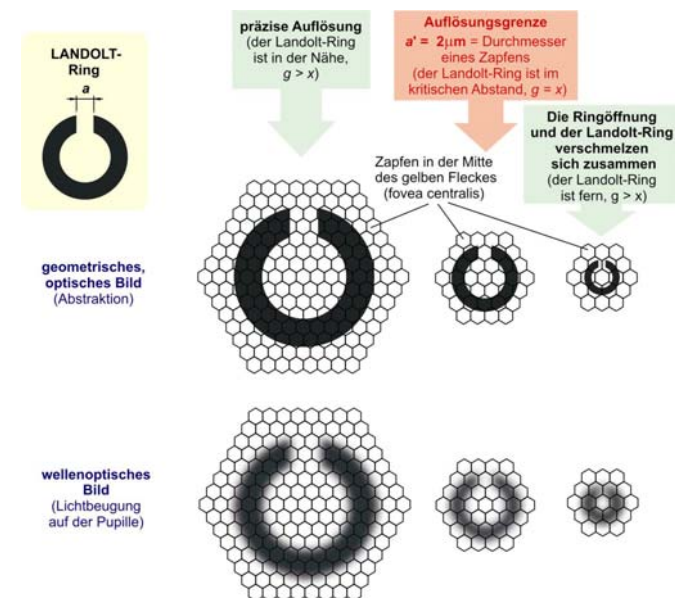 LANDOLT-
Ring
a
präzise Auflösung
(der Landolt-Ring
ist in der Nähe,
g > x)
Auflösungsgrenze
a' = 2µm = Durchmesser
eines Zapfens
(der Landolt-Ring ist im
kritischen Abstand, g = x)
Die Ringöffnung
und der Landolt-Ring
verschmelzen
sich zusammen
(der Landolt-Ring
ist fern, g > x)
Zapfen in der Mitte
des gelben Fleckes
(fovea centralis)
geometrisches,
optisches Bild
(Abstraktion)
wellenoptisches
Bild
(Lichtbeugung
auf der Pupille)